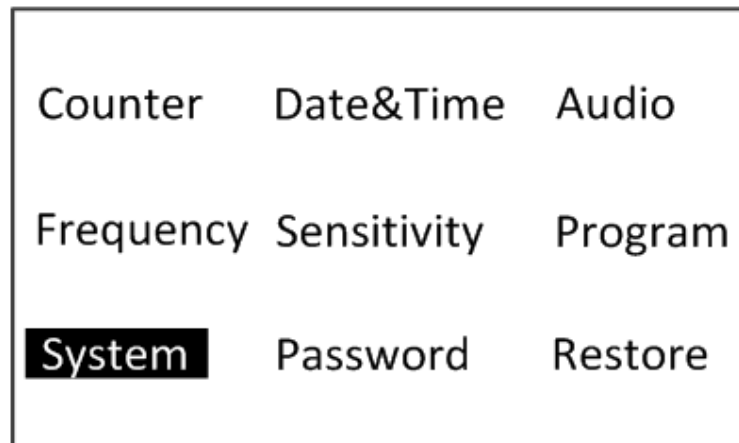 Counter Date&Time Audio
Frequency Sensitivity Program
System Password Restore